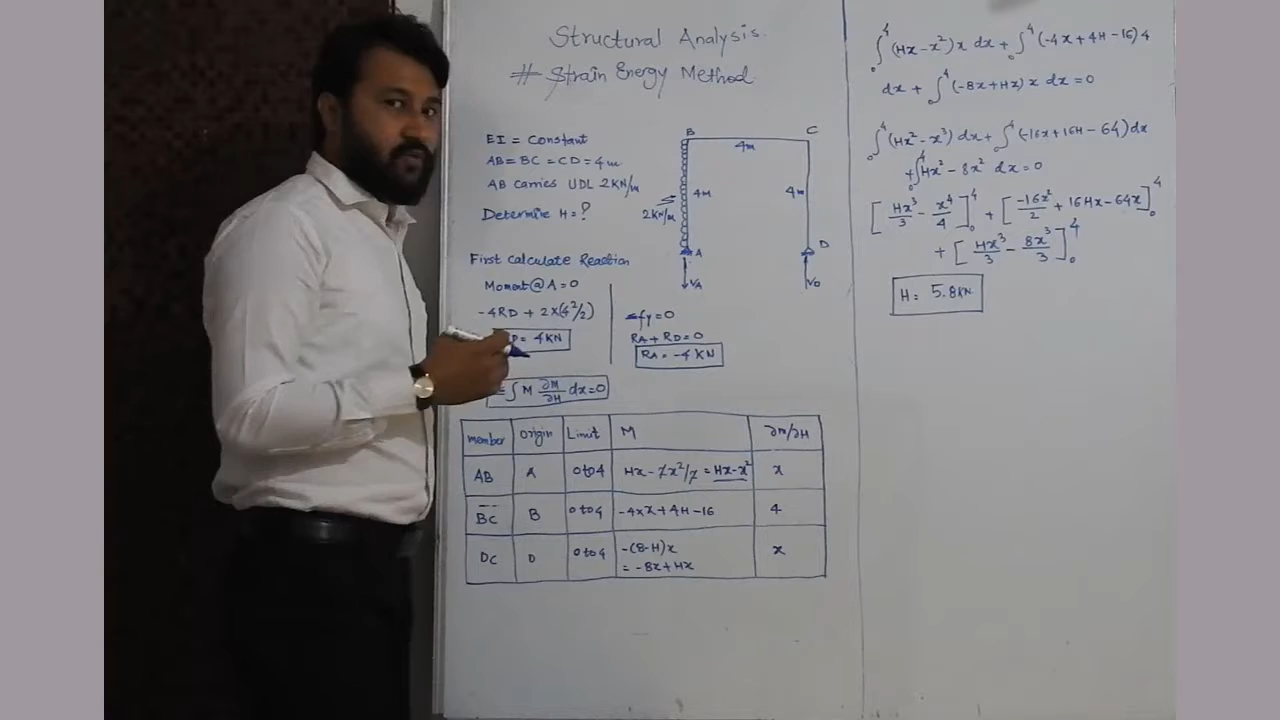 Structural Analysis.
# Strain Energy Method
EI = Constant
AB = BC = CD = 4m
AB Carries UDL 2KN/m
Determine H = ?
B
C
4m
4M
4m
2KN/m
A
D
VA
VD
First Calculate Reaction
Moment @ A = 0
-4RD + 2x(4²/2)
D = 4KN
≤fy = 0
RA + RD = 0
RA = -4 KN
∫ M ∂M/∂H dx = 0
member Origin Limit M ∂m/∂H
AB A 0 to 4 Hx - 2x²/2 = Hx - x² x
BC B 0 to 4 -4xx + 4H - 16 4
DC D 0 to 4 -(8-H)x x
= -8x + Hx
∫₀⁴ (Hx - x²) x dx + ∫₀⁴ (-4x + 4H - 16) 4
dx + ∫₀⁴ (-8x + Hx) x dx = 0
∫₀⁴ (Hx² - x³) dx + ∫₀⁴ (-16x + 16H - 64) dx
+ ∫₀⁴ Hx² - 8x² dx = 0
[Hx³/3 - x⁴/4]₀⁴ + [-16x²/2 + 16Hx - 64x]₀⁴
+ [Hx³/3 - 8x³/3]₀⁴
H = 5.8KN